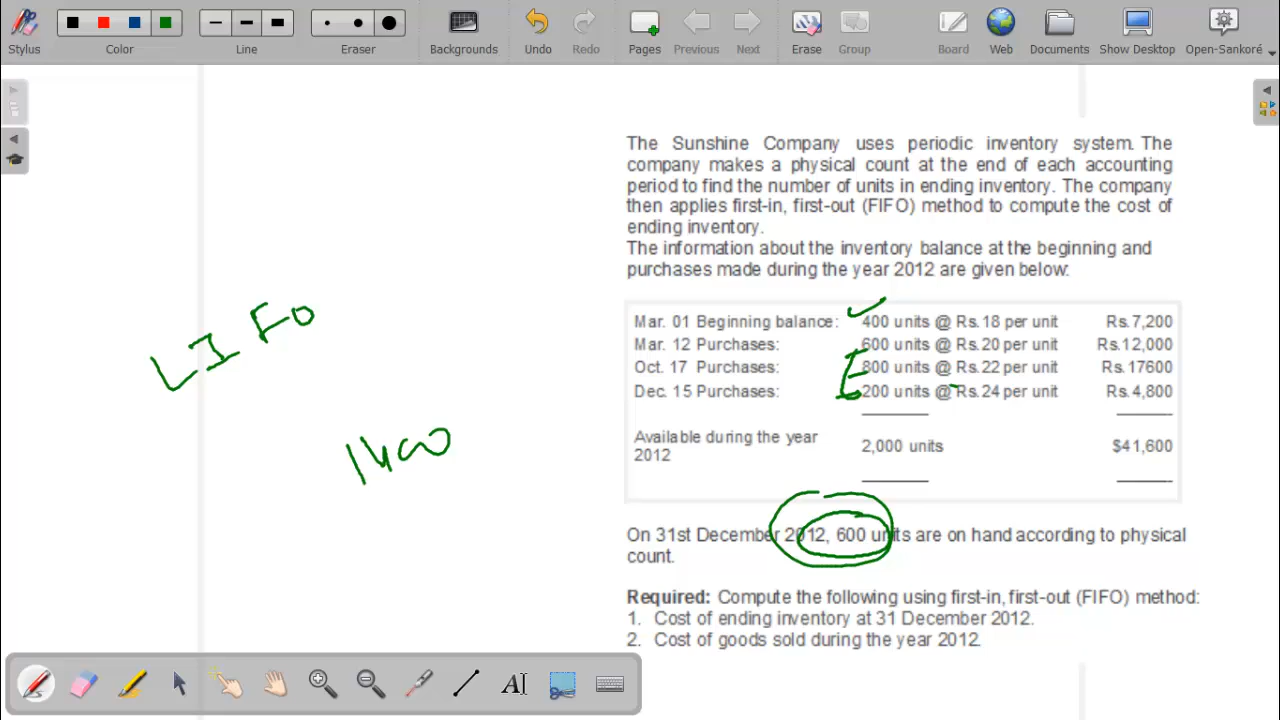 Stylus Color Line Eraser Backgrounds Undo Redo Pages Previous Next Erase Group Board Web Documents Show Desktop Open-Sankoré
The Sunshine Company uses periodic inventory system. The
company makes a physical count at the end of each accounting
period to find the number of units in ending inventory. The company
then applies first-in, first-out (FIFO) method to compute the cost of
ending inventory.
The information about the inventory balance at the beginning and
purchases made during the year 2012 are given below:
LIFO
Mar. 01 Beginning balance: 400 units @ Rs.18 per unit Rs.7,200
Mar. 12 Purchases: 600 units @ Rs.20 per unit Rs.12,000
Oct. 17 Purchases: 800 units @ Rs.22 per unit Rs.17600
Dec. 15 Purchases: 200 units @ Rs.24 per unit Rs.4,800
1400
Available during the year
2012 2,000 units $41,600
On 31st December 2012, 600 units are on hand according to physical
count.
Required: Compute the following using first-in, first-out (FIFO) method:
1. Cost of ending inventory at 31 December 2012.
2. Cost of goods sold during the year 2012.